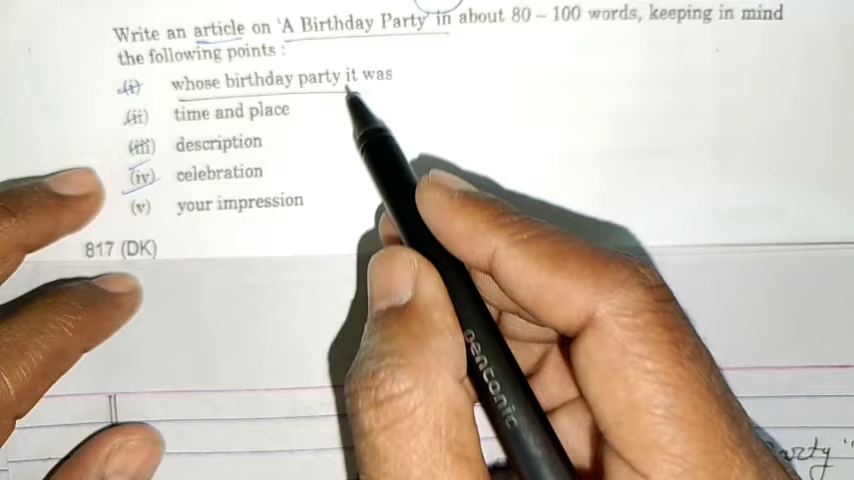 Write an article on 'A Birthday Party' in about 80 – 100 words, keeping in mind
the following points :
(i) whose birthday party it was
(ii) time and place
(iii) description
(iv) celebration
(v) your impression
817 (DK)
pentonic